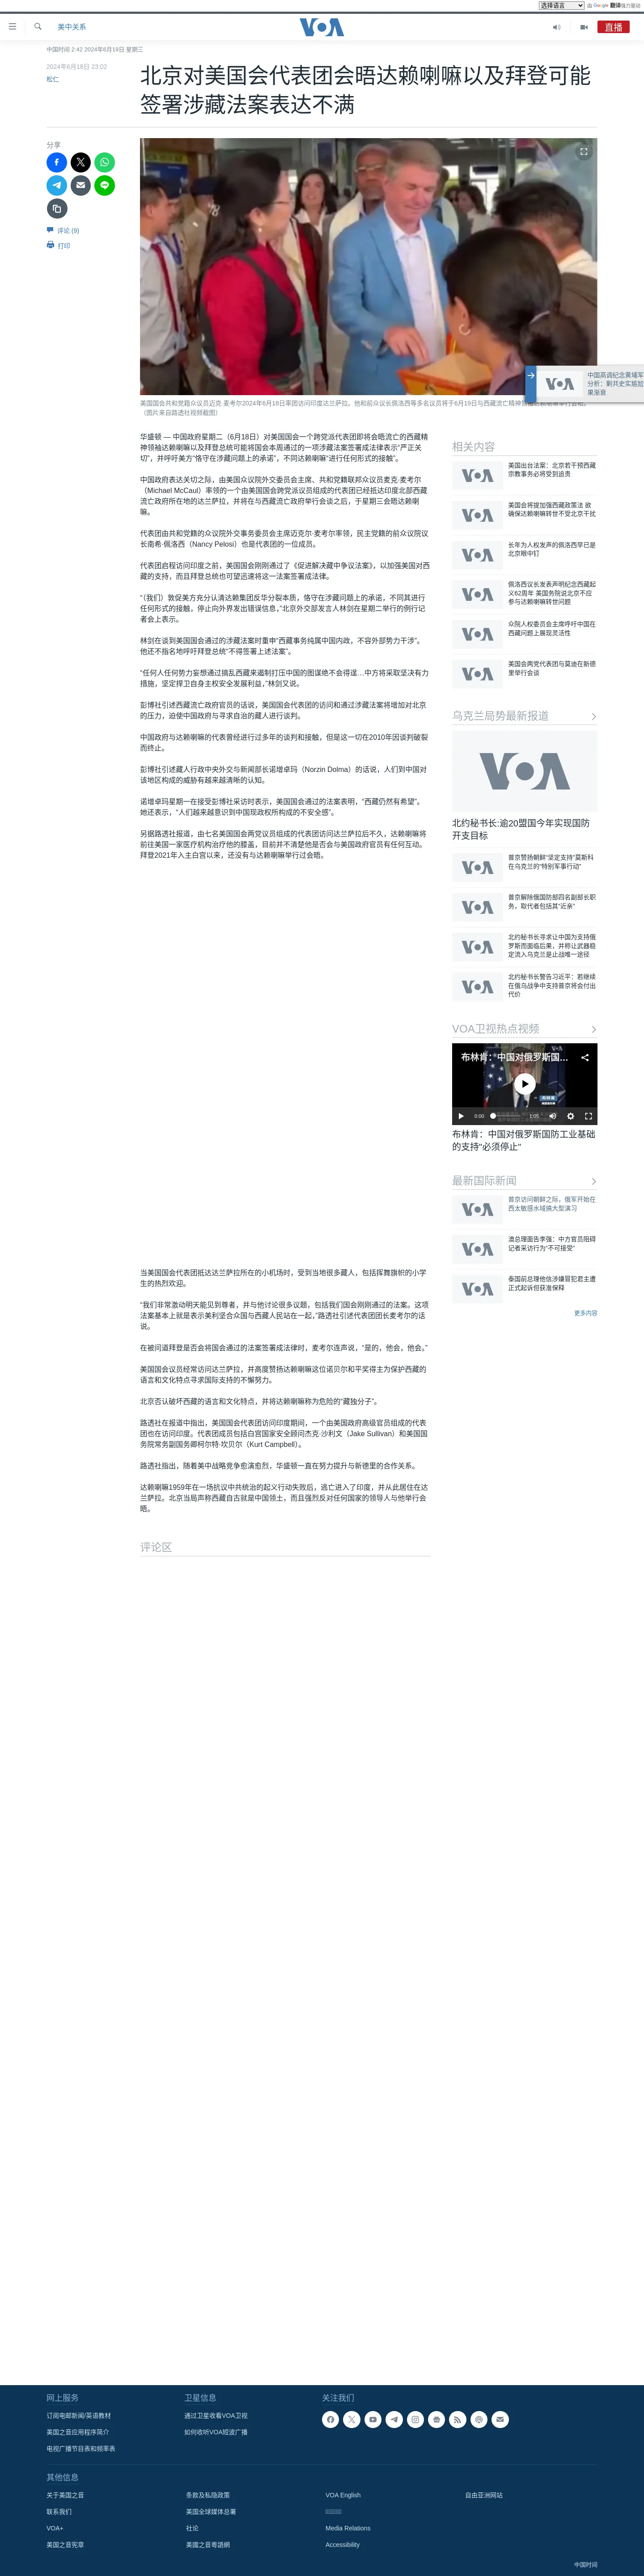 选择语言
由 Google 翻译强力驱动
美中关系
VOA
直播
中国时间 2:42 2024年6月19日 星期三
2024年6月18日 23:02
松仁
北京对美国会代表团会晤达赖喇嘛以及拜登可能签署涉藏法案表达不满
分享
评论 (9)
打印
美国国会共和党籍众议员迈克·麦考尔2024年6月18日率团访问印度达兰萨拉。他和前众议长佩洛西等多名议员将于6月19日与西藏流亡精神领袖达赖喇嘛举行会谈。
（图片来自路透社视频截图）
中国高调纪念黄埔军
分析：剿共史实尴尬
果渐音
华盛顿 — 中国政府星期二（6月18日）对美国国会一个跨党派代表团即将会晤流亡的西藏精神领袖达赖喇嘛以及拜登总统可能将国会本周通过的一项涉藏法案签署成法律表示“严正关切”，并呼吁美方“恪守在涉藏问题上的承诺”，不同达赖喇嘛“进行任何形式的接触”。
中国政府表达关切之际，由美国众议院外交委员会主席、共和党籍联邦众议员麦克·麦考尔（Michael McCaul）率领的一个由美国国会跨党派议员组成的代表团已经抵达印度北部西藏流亡政府所在地的达兰萨拉，并将在与西藏流亡政府举行会谈之后，于星期三会晤达赖喇嘛。
代表团由共和党籍的众议院外交事务委员会主席迈克尔·麦考尔率领，民主党籍的前众议院长南希·佩洛西（Nancy Pelosi）也是代表团的一位成员。
代表团启程访问印度之前，美国国会刚刚通过了《促进解决藏中争议法案》，以加强美国对西藏的支持，而且拜登总统也可望迅速将这一法案签署成法律。
“（我们）敦促美方充分认清达赖集团反华分裂本质，恪守在涉藏问题上的承诺，不同其进行任何形式的接触，停止向外界发出错误信息，”北京外交部发言人林剑在星期二举行的例行记者会上表示。
林剑在谈到美国国会通过的涉藏法案时重申“西藏事务纯属中国内政，不容外部势力干涉”。他还不指名地呼吁拜登总统“不得签署上述法案”。
“任何人任何势力妄想通过搞乱西藏来遏制打压中国的图谋绝不会得逞…中方将采取坚决有力措施，坚定捍卫自身主权安全发展利益，”林剑又说。
彭博社引述西藏流亡政府官员的话说，美国国会代表团的访问和通过涉藏法案将增加对北京的压力，迫使中国政府与寻求自治的藏人进行谈判。
中国政府与达赖喇嘛的代表曾经进行过多年的谈判和接触，但是这一切在2010年因谈判破裂而终止。
彭博社引述藏人行政中央外交与新闻部长诺增卓玛（Norzin Dolma）的话说，人们到中国对该地区构成的威胁有越来越清晰的认知。
诺增卓玛星期一在接受彭博社采访时表示，美国国会通过的法案表明，“西藏仍然有希望”。她还表示，“人们越来越意识到中国现政权所构成的不安全感”。
另据路透社报道，由七名美国国会两党议员组成的代表团访问达兰萨拉后不久，达赖喇嘛将前往美国一家医疗机构治疗他的膝盖，目前并不清楚他是否会与美国政府官员有任何互动。拜登2021年入主白宫以来，还没有与达赖喇嘛举行过会晤。
当美国国会代表团抵达达兰萨拉所在的小机场时，受到当地很多藏人，包括挥舞旗帜的小学生的热烈欢迎。
“我们非常激动明天能见到尊者，并与他讨论很多议题，包括我们国会刚刚通过的法案。这项法案基本上就是表示美利坚合众国与西藏人民站在一起，”路透社引述代表团团长麦考尔的话说。
在被问道拜登是否会将国会通过的法案签署成法律时，麦考尔连声说，“是的，他会，他会。”
美国国会议员经常访问达兰萨拉，并高度赞扬达赖喇嘛这位诺贝尔和平奖得主为保护西藏的语言和文化特点寻求国际支持的不懈努力。
北京否认破坏西藏的语言和文化特点，并将达赖喇嘛称为危险的“藏独分子”。
路透社在报道中指出，美国国会代表团访问印度期间，一个由美国政府高级官员组成的代表团也在访问印度。代表团成员包括白宫国家安全顾问杰克·沙利文（Jake Sullivan）和美国国务院常务副国务卿柯尔特·坎贝尔（Kurt Campbell）。
路透社指出，随着美中战略竞争愈演愈烈，华盛顿一直在努力提升与新德里的合作关系。
达赖喇嘛1959年在一场抗议中共统治的起义行动失败后，逃亡进入了印度，并从此居住在达兰萨拉。北京当局声称西藏自古就是中国领土，而且强烈反对任何国家的领导人与他举行会晤。
评论区
相关内容
美国出台法案：北京若干预西藏宗教事务必将受到追责
美国会将提加强西藏政策法 欲确保达赖喇嘛转世不受北京干扰
长年为人权发声的佩洛西早已是北京眼中钉
佩洛西议长发表声明纪念西藏起义62周年 美国务院说北京不应参与达赖喇嘛转世问题
众院人权委员会主席呼吁中国在西藏问题上展现灵活性
美国会两党代表团与莫迪在新德里举行会谈
乌克兰局势最新报道
北约秘书长:逾20盟国今年实现国防开支目标
普京赞扬朝鲜“坚定支持”莫斯科在乌克兰的“特别军事行动”
普京解除俄国防部四名副部长职务，取代者包括其“近亲”
北约秘书长寻求让中国为支持俄罗斯而面临后果，并称让武器稳定流入乌克兰是止战唯一途径
北约秘书长警告习近平：若继续在俄乌战争中支持普京将会付出代价
VOA卫视热点视频
布林肯：中国对俄罗斯国…
0:00
1:05
布林肯：中国对俄罗斯国防工业基础的支持“必须停止”
最新国际新闻
普京访问朝鲜之际，俄军开始在西太敏感水域搞大型演习
澳总理面告李强：中方官员阻碍记者采访行为“不可接受”
泰国前总理他信涉嫌冒犯君主遭正式起诉但获准保释
更多内容
网上服务
订阅电邮新闻/英语教材
美国之音应用程序简介
电视广播节目表和频率表
卫星信息
通过卫星收看VOA卫视
如何收听VOA短波广播
关注我们
其他信息
关于美国之音
联系我们
VOA+
美国之音宪章
条款及私隐政策
美国全球媒体总署
社论
美國之音粵語網
VOA English
Media Relations
Accessibility
自由亚洲网站
中国时间